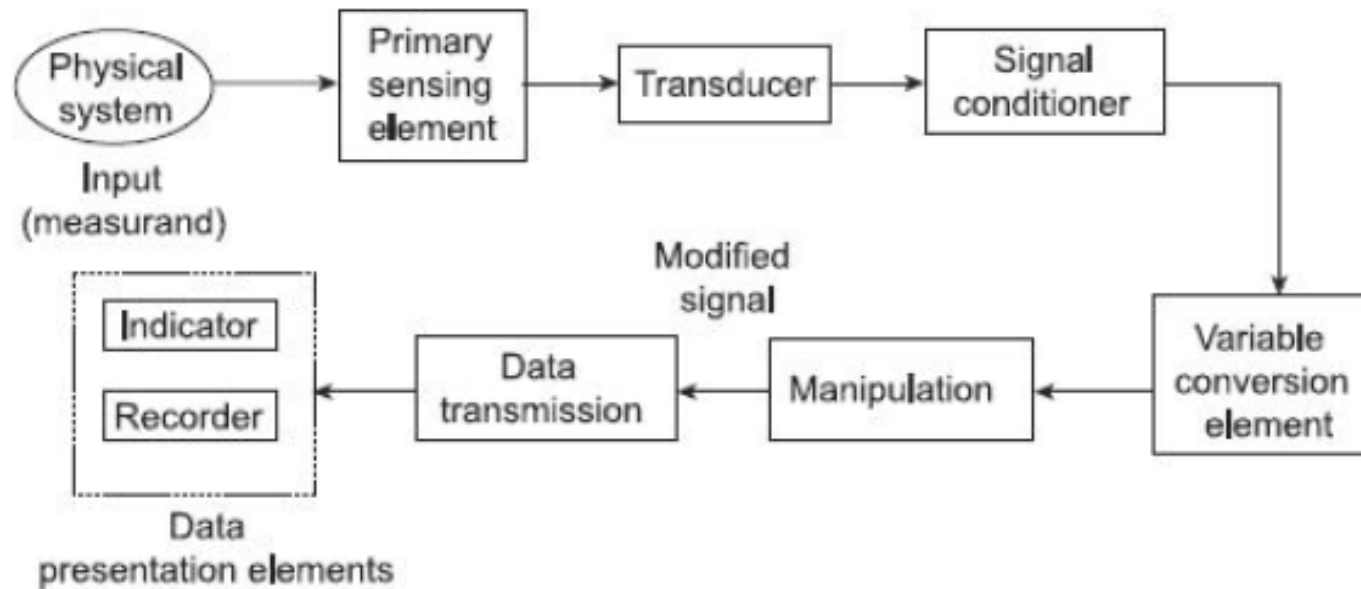 Physical
system
Input
(measurand)
Primary
sensing
element
Transducer
Signal
conditioner
Variable
conversion
element
Manipulation
Modified
signal
Data
transmission
Indicator
Recorder
Data
presentation elements